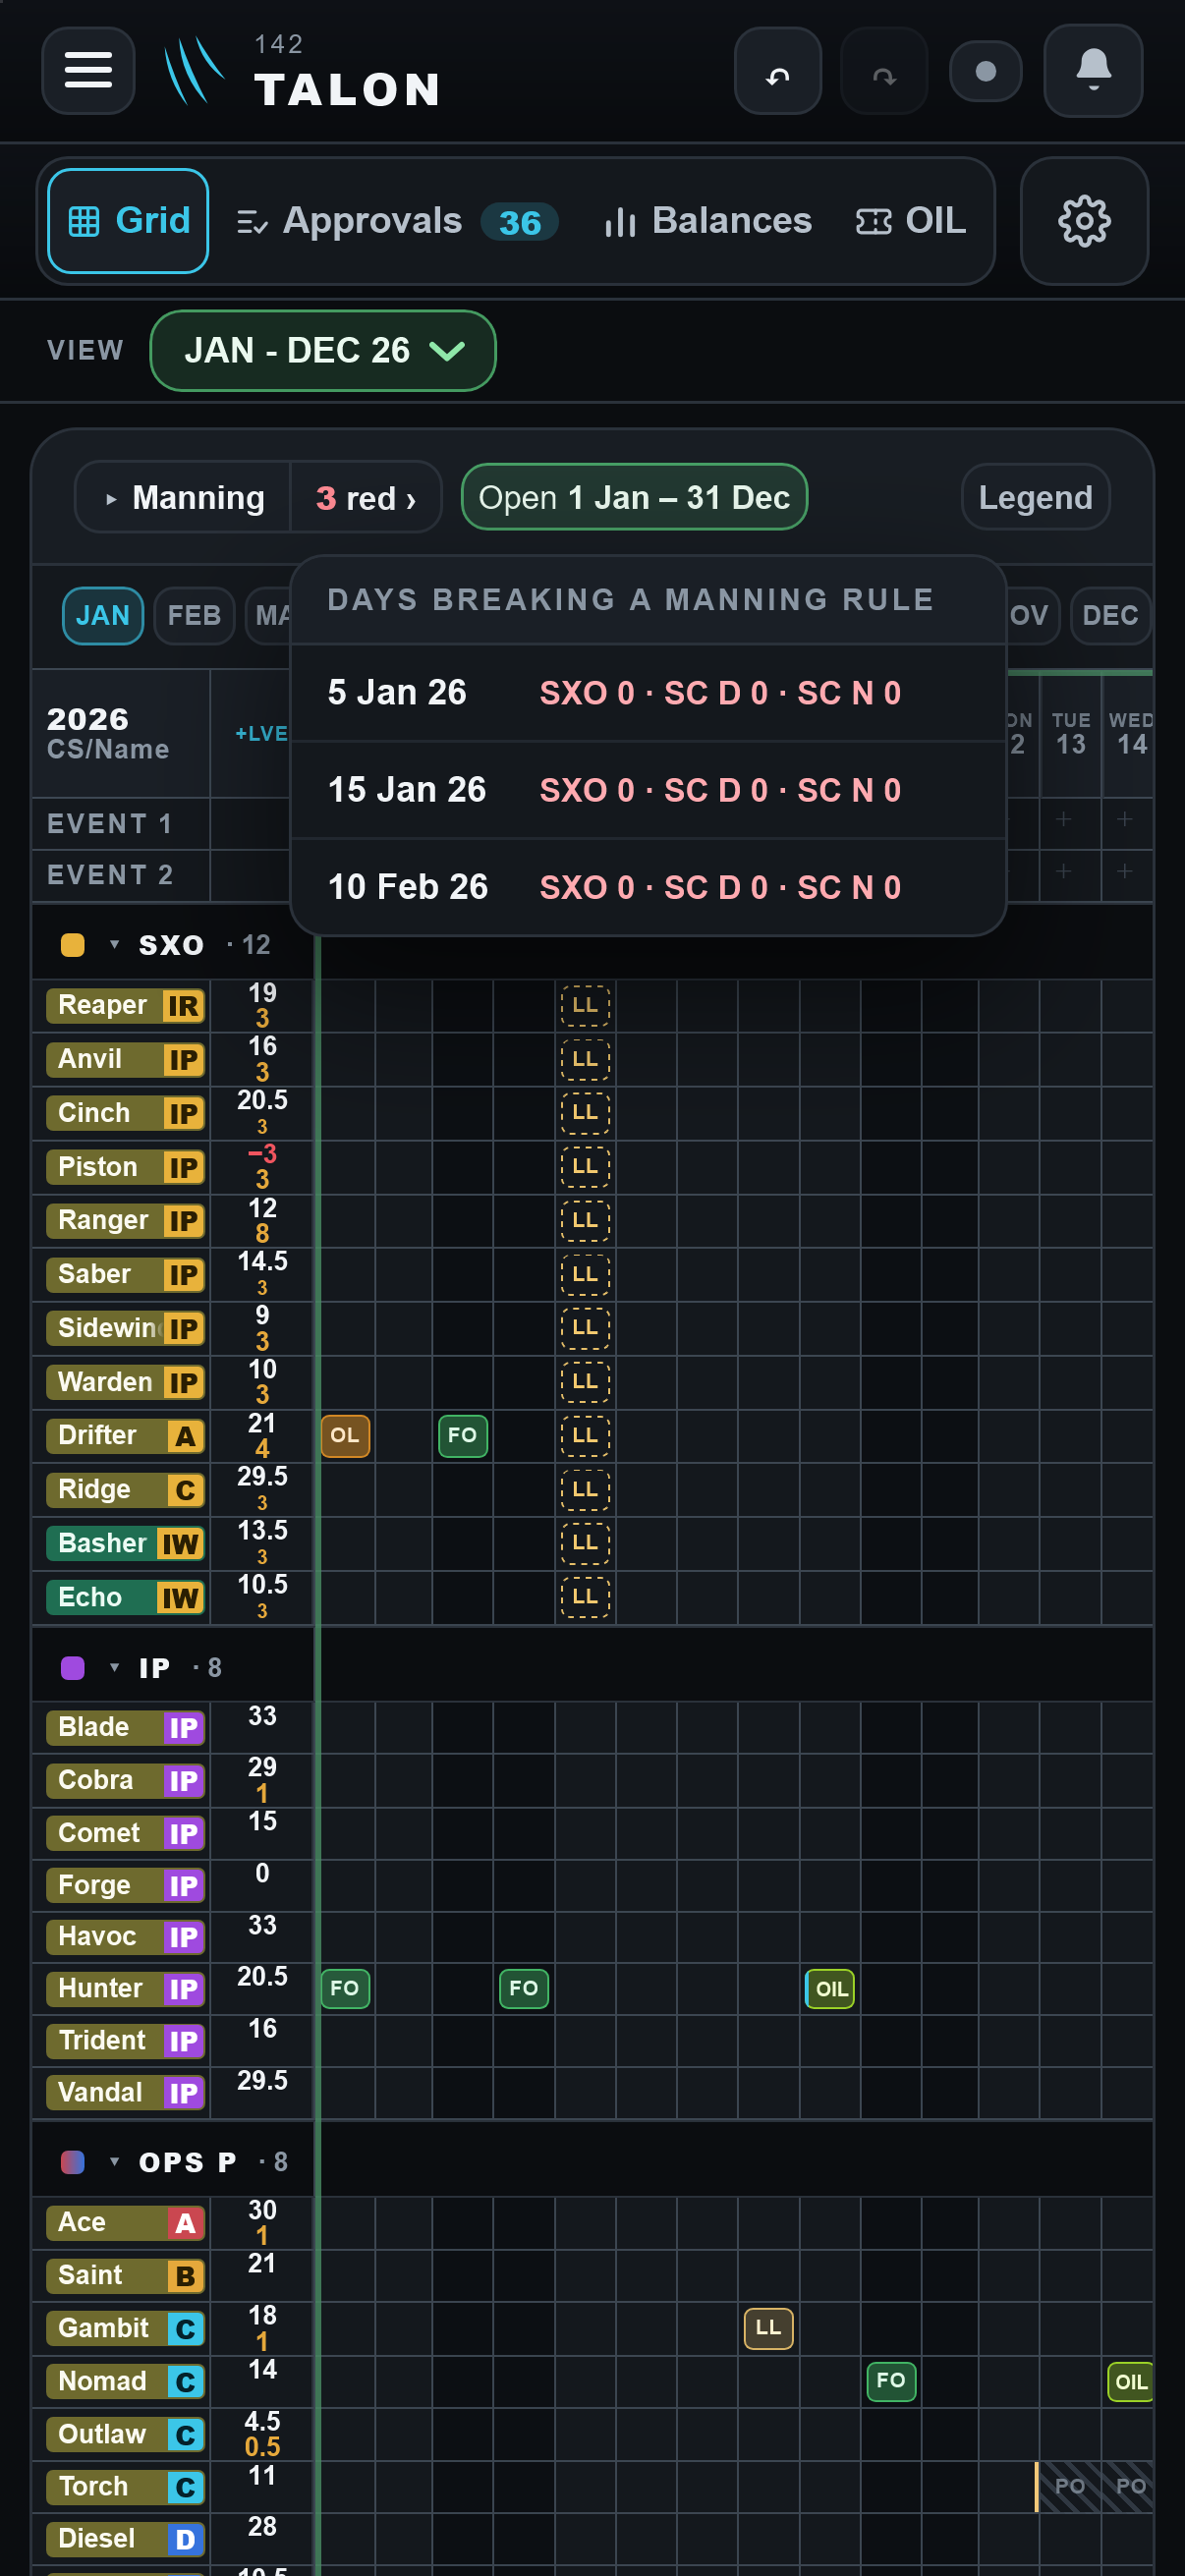 142
TALON
Grid
Approvals 36
Balances
OIL
VIEW
JAN - DEC 26
Manning
3 red ›
Open 1 Jan – 31 Dec
Legend
JAN
FEB
DEC
DAYS BREAKING A MANNING RULE
5 Jan 26 SXO 0 · SC D 0 · SC N 0
15 Jan 26 SXO 0 · SC D 0 · SC N 0
10 Feb 26 SXO 0 · SC D 0 · SC N 0
2026
CS/Name
+LVE
TUE
13
WED
14
EVENT 1 + +
EVENT 2 + +
SXO · 12
Reaper IR 19 3 LL
Anvil IP 16 3 LL
Cinch IP 20.5 3 LL
Piston IP −3 3 LL
Ranger IP 12 8 LL
Saber IP 14.5 3 LL
Sidewin IP 9 3 LL
Warden IP 10 3 LL
Drifter A 21 4 OL FO LL
Ridge C 29.5 3 LL
Basher IW 13.5 3 LL
Echo IW 10.5 3 LL
IP · 8
Blade IP 33
Cobra IP 29 1
Comet IP 15
Forge IP 0
Havoc IP 33
Hunter IP 20.5 FO FO OIL
Trident IP 16
Vandal IP 29.5
OPS P · 8
Ace A 30 1
Saint B 21
Gambit C 18 1 LL
Nomad C 14 FO OIL
Outlaw C 4.5 0.5
Torch C 11 PO PO
Diesel D 28